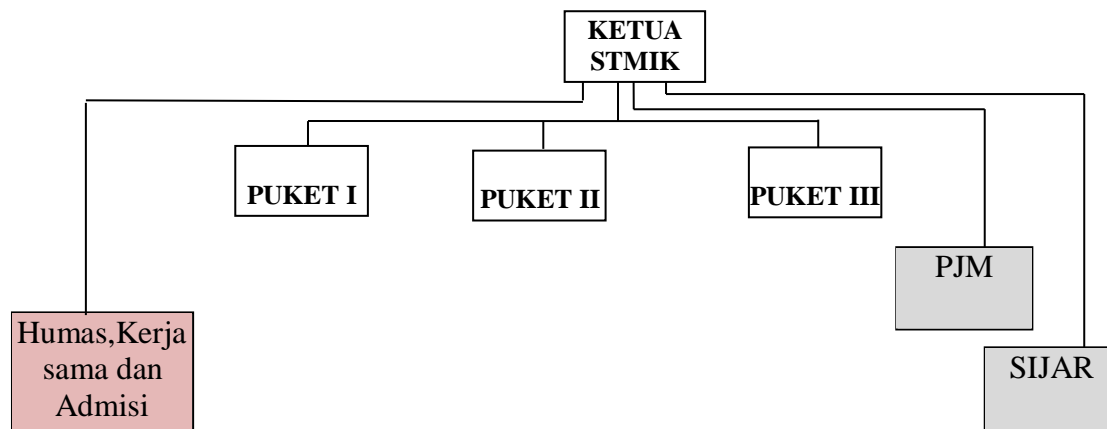 KETUA
STMIK
PUKET I
PUKET II
PUKET III
PJM
Humas,Kerja
sama dan
Admisi
SIJAR